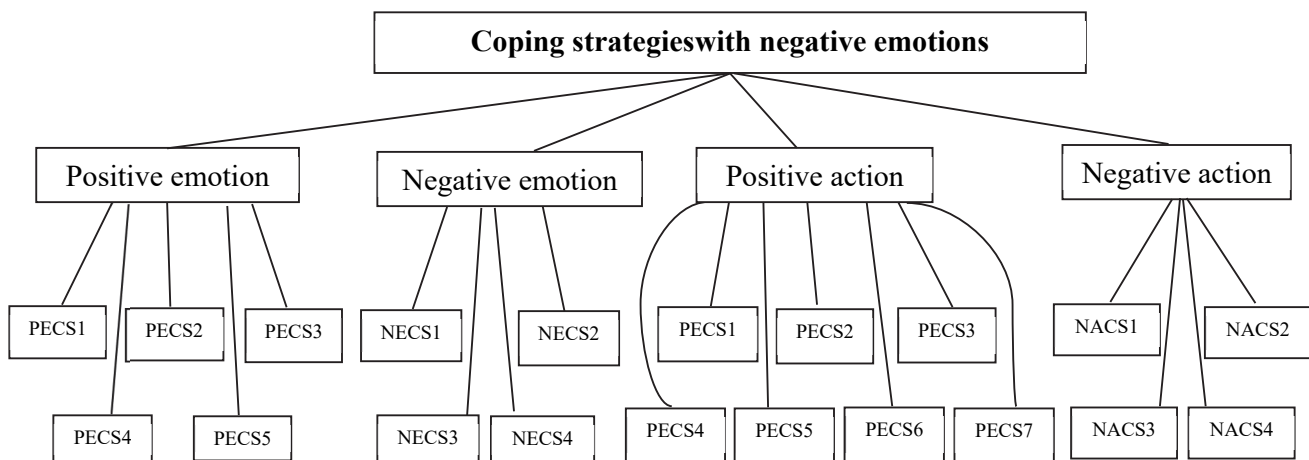 Coping strategieswith negative emotions
Positive emotion
Negative emotion
Positive action
Negative action
PECS1
PECS2
PECS3
NECS1
NECS2
PECS1
PECS2
PECS3
NACS1
NACS2
PECS4
PECS5
NECS3
NECS4
PECS4
PECS5
PECS6
PECS7
NACS3
NACS4